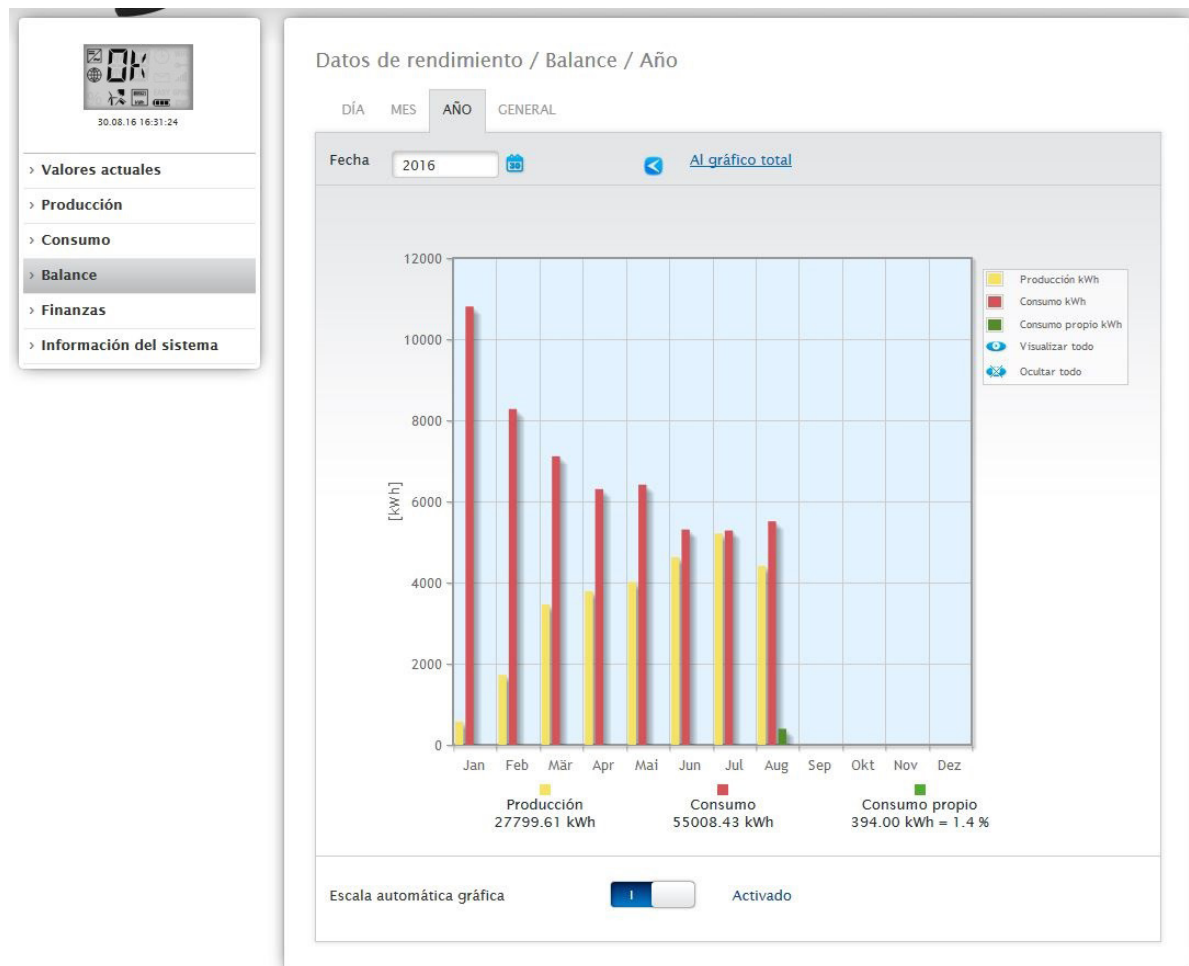 OK
30.08.16 16:31:24
Valores actuales
Producción
Consumo
Balance
Finanzas
Información del sistema
Datos de rendimiento / Balance / Año
DÍA MES AÑO GENERAL
Fecha 2016 30 Al gráfico total
12000
10000
8000
6000
4000
2000
0
[kWh]
Jan Feb Mär Apr Mai Jun Jul Aug Sep Okt Nov Dez
Producción kWh
Consumo kWh
Consumo propio kWh
Visualizar todo
Ocultar todo
Producción
27799.61 kWh
Consumo
55008.43 kWh
Consumo propio
394.00 kWh = 1.4 %
Escala automática gráfica I Activado